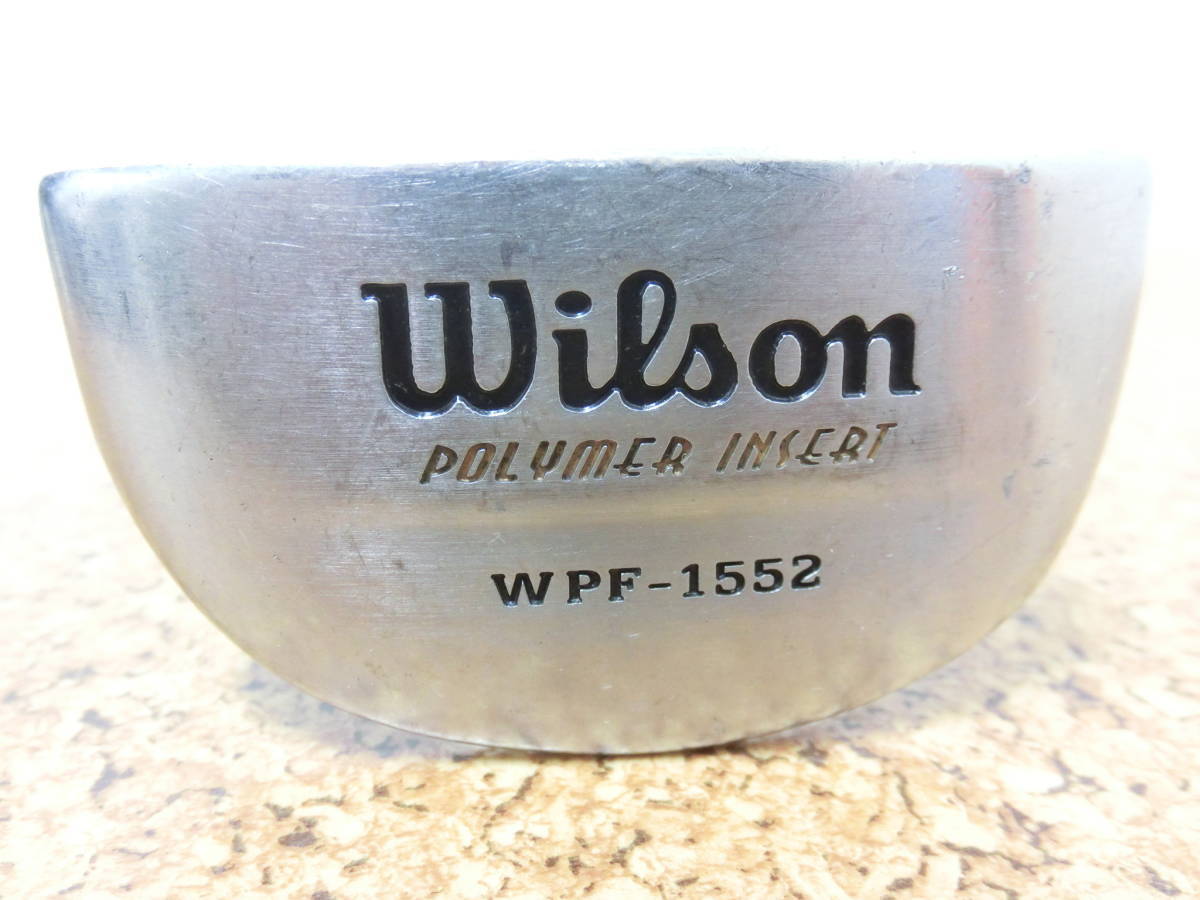 Wilson
POLYMER INSERT
WPF-1552